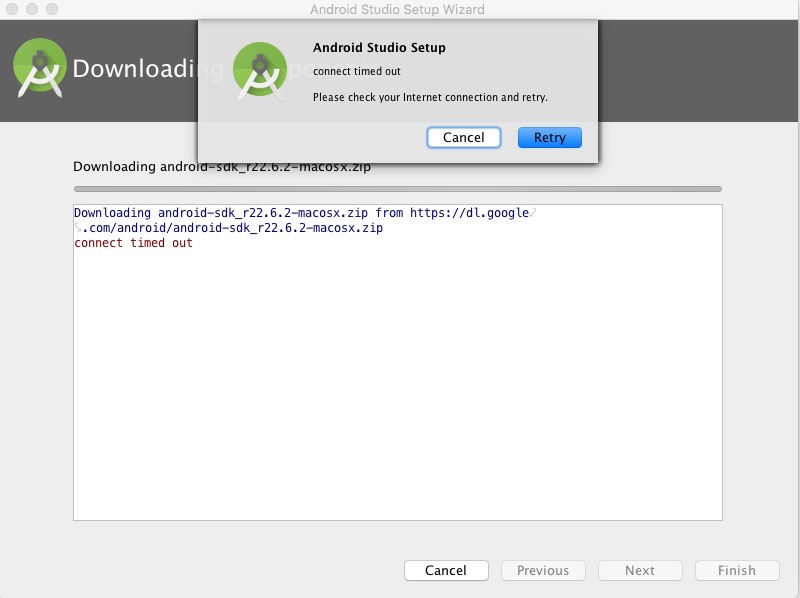 Android Studio Setup Wizard
Android Studio Setup
connect timed out
Please check your Internet connection and retry.
Cancel
Retry
Downloading
Downloading android-sdk_r22.6.2-macosx.zip
Downloading android-sdk_r22.6.2-macosx.zip from https://dl.google
.com/android/android-sdk_r22.6.2-macosx.zip
connect timed out
Cancel
Previous
Next
Finish